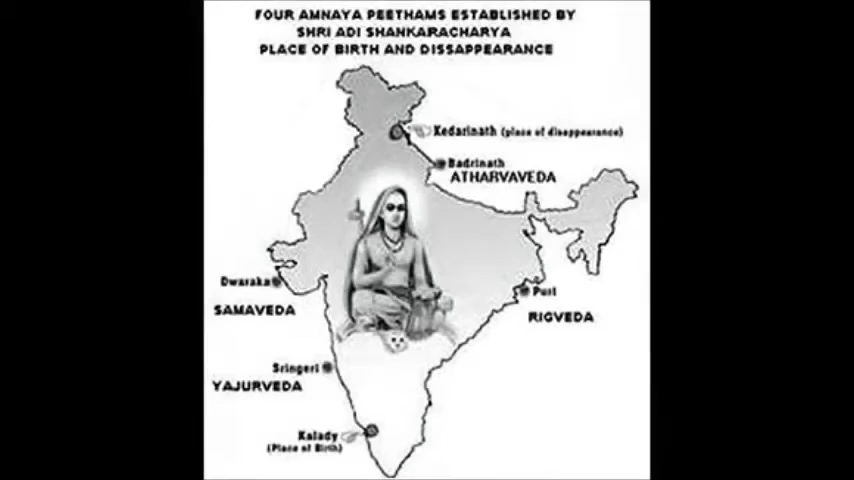 FOUR AMNAYA PEETHAMS ESTABLISHED BY
SHRI ADI SHANKARACHARYA
PLACE OF BIRTH AND DISSAPPEARANCE
Kedarinath (place of disappearance)
Badrinath
ATHARVAVEDA
Dwaraka
SAMAVEDA
Puri
RIGVEDA
Sringeri
YAJURVEDA
Kalady
(Place of Birth)